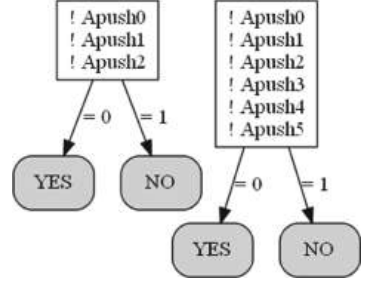 ! Apush0
! Apush1
! Apush2
= 0
= 1
YES
NO
! Apush0
! Apush1
! Apush2
! Apush3
! Apush4
! Apush5
= 0
= 1
YES
NO